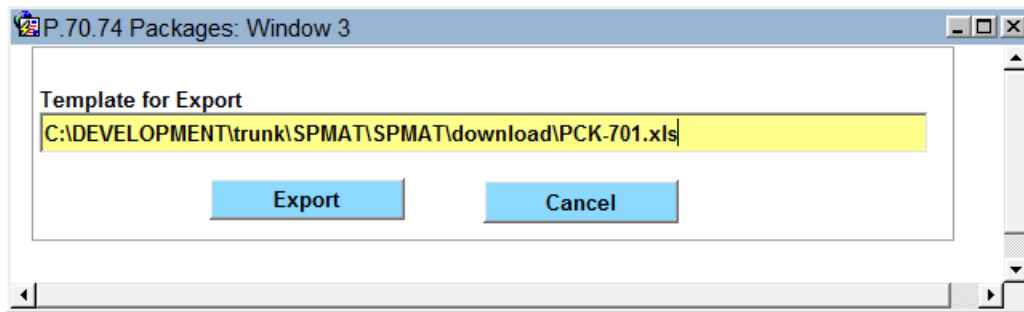 P.70.74 Packages: Window 3
Template for Export
C:\DEVELOPMENT\trunk\SPMAT\SPMAT\download\PCK-701.xls
Export
Cancel